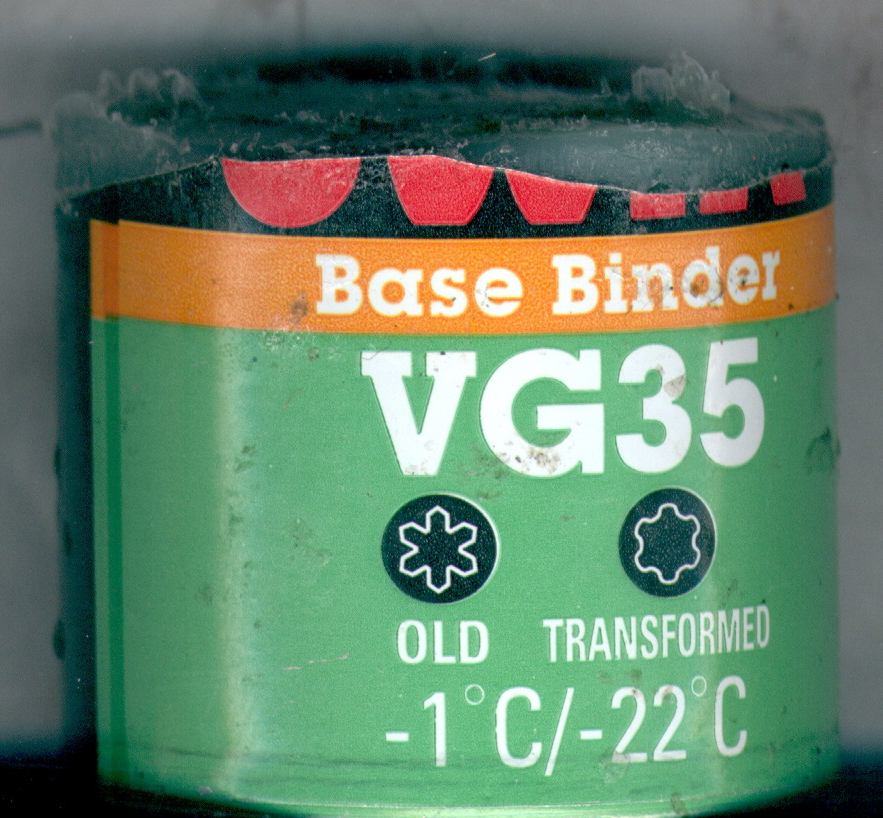 Base Binder
VG35
OLD TRANSFORMED
-1°C/-22°C